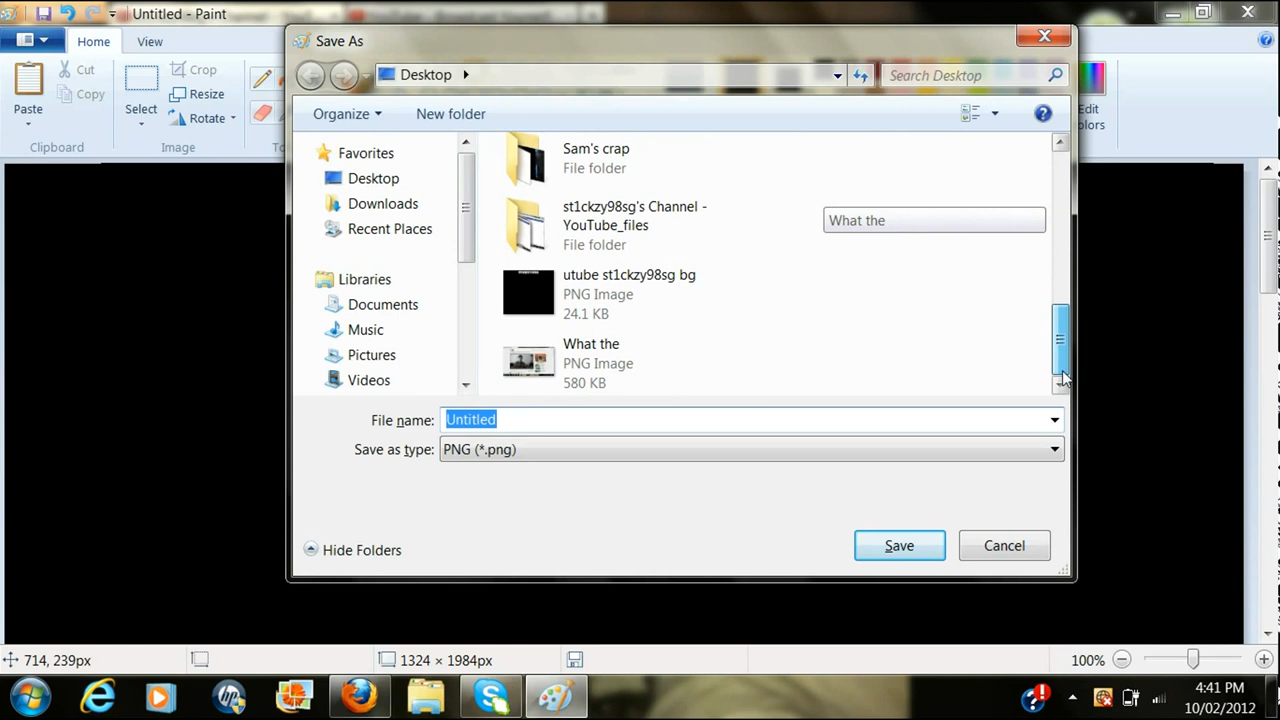 Untitled - Paint
Home
View
Paste
Cut
Copy
Clipboard
Select
Crop
Resize
Rotate
Image
Edit
Save As
Desktop
Search Desktop
Organize
New folder
Favorites
Desktop
Downloads
Recent Places
Libraries
Documents
Music
Pictures
Videos
Sam's crap
File folder
st1ckzy98sg's Channel -
YouTube_files
File folder
utube st1ckzy98sg bg
PNG Image
24.1 KB
What the
PNG Image
580 KB
What the
File name:
Untitled
Save as type:
PNG (*.png)
Hide Folders
Save
Cancel
714, 239px
1324 × 1984px
100%
4:41 PM
10/02/2012